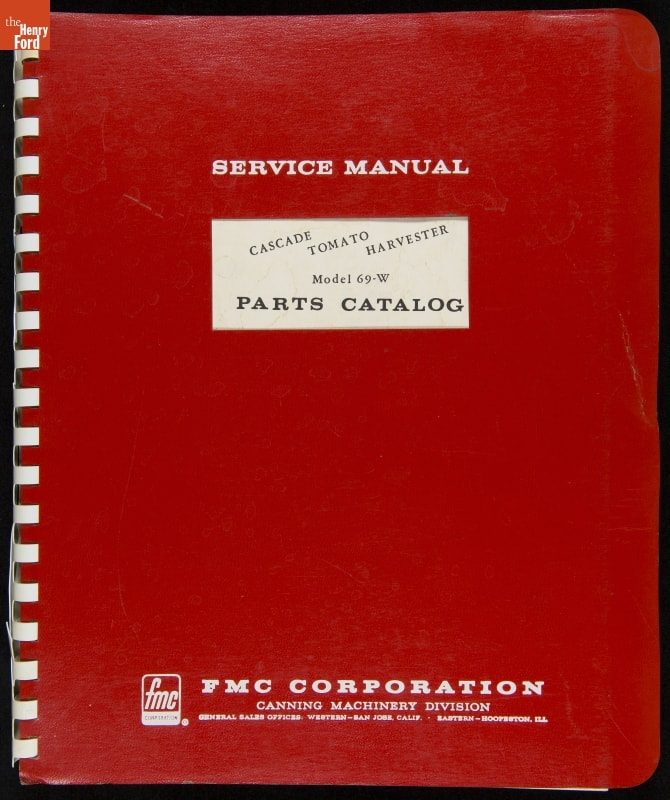 the
Henry
Ford
SERVICE MANUAL
CASCADE TOMATO HARVESTER
Model 69-W
PARTS CATALOG
fmc
CORPORATION
®
FMC CORPORATION
CANNING MACHINERY DIVISION
GENERAL SALES OFFICES: WESTERN—SAN JOSE, CALIF. · EASTERN—HOOPESTON, ILL.